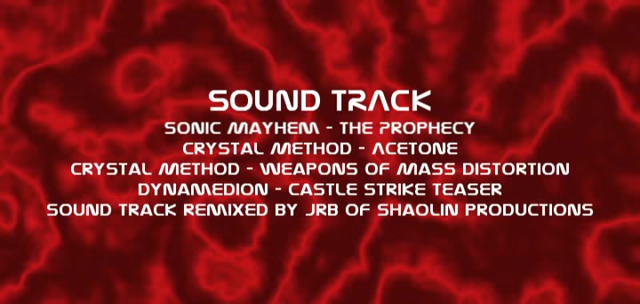 SOUND TRACK
SONIC MAYHEM - THE PROPHECY
CRYSTAL METHOD - ACETONE
CRYSTAL METHOD - WEAPONS OF MASS DISTORTION
DYNAMEDION - CASTLE STRIKE TEASER
SOUND TRACK REMIXED BY JRB OF SHAOLIN PRODUCTIONS